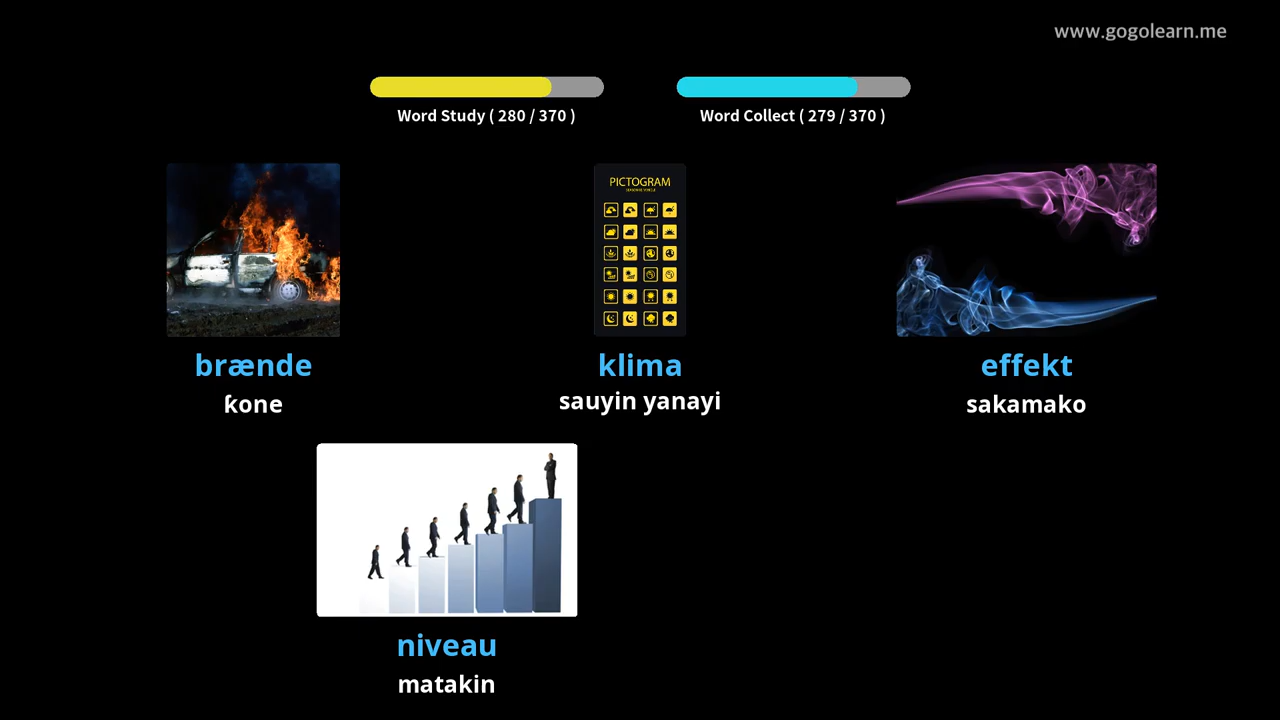 www.gogolearn.me
Word Study ( 280 / 370 )
Word Collect ( 279 / 370 )
PICTOGRAM
brænde
klima
effekt
ƙone
sauyin yanayi
sakamako
niveau
matakin